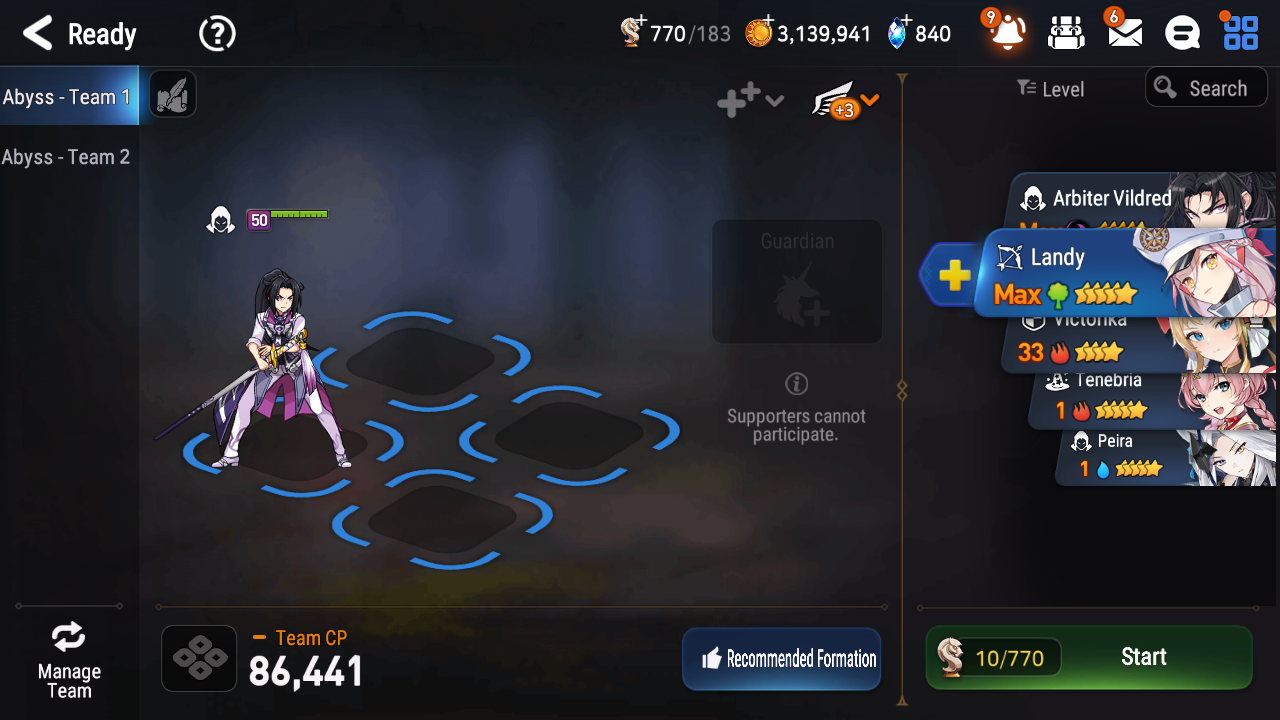 Ready
?
770/183
3,139,941
840
9
6
Abyss - Team 1
Abyss - Team 2
+3
Level
Search
50
Guardian
Supporters cannot
participate.
Arbiter Vildred
Max
Landy
Max
Victorika
33
Tenebria
1
Peira
1
Manage
Team
Team CP
86,441
Recommended Formation
10/770
Start